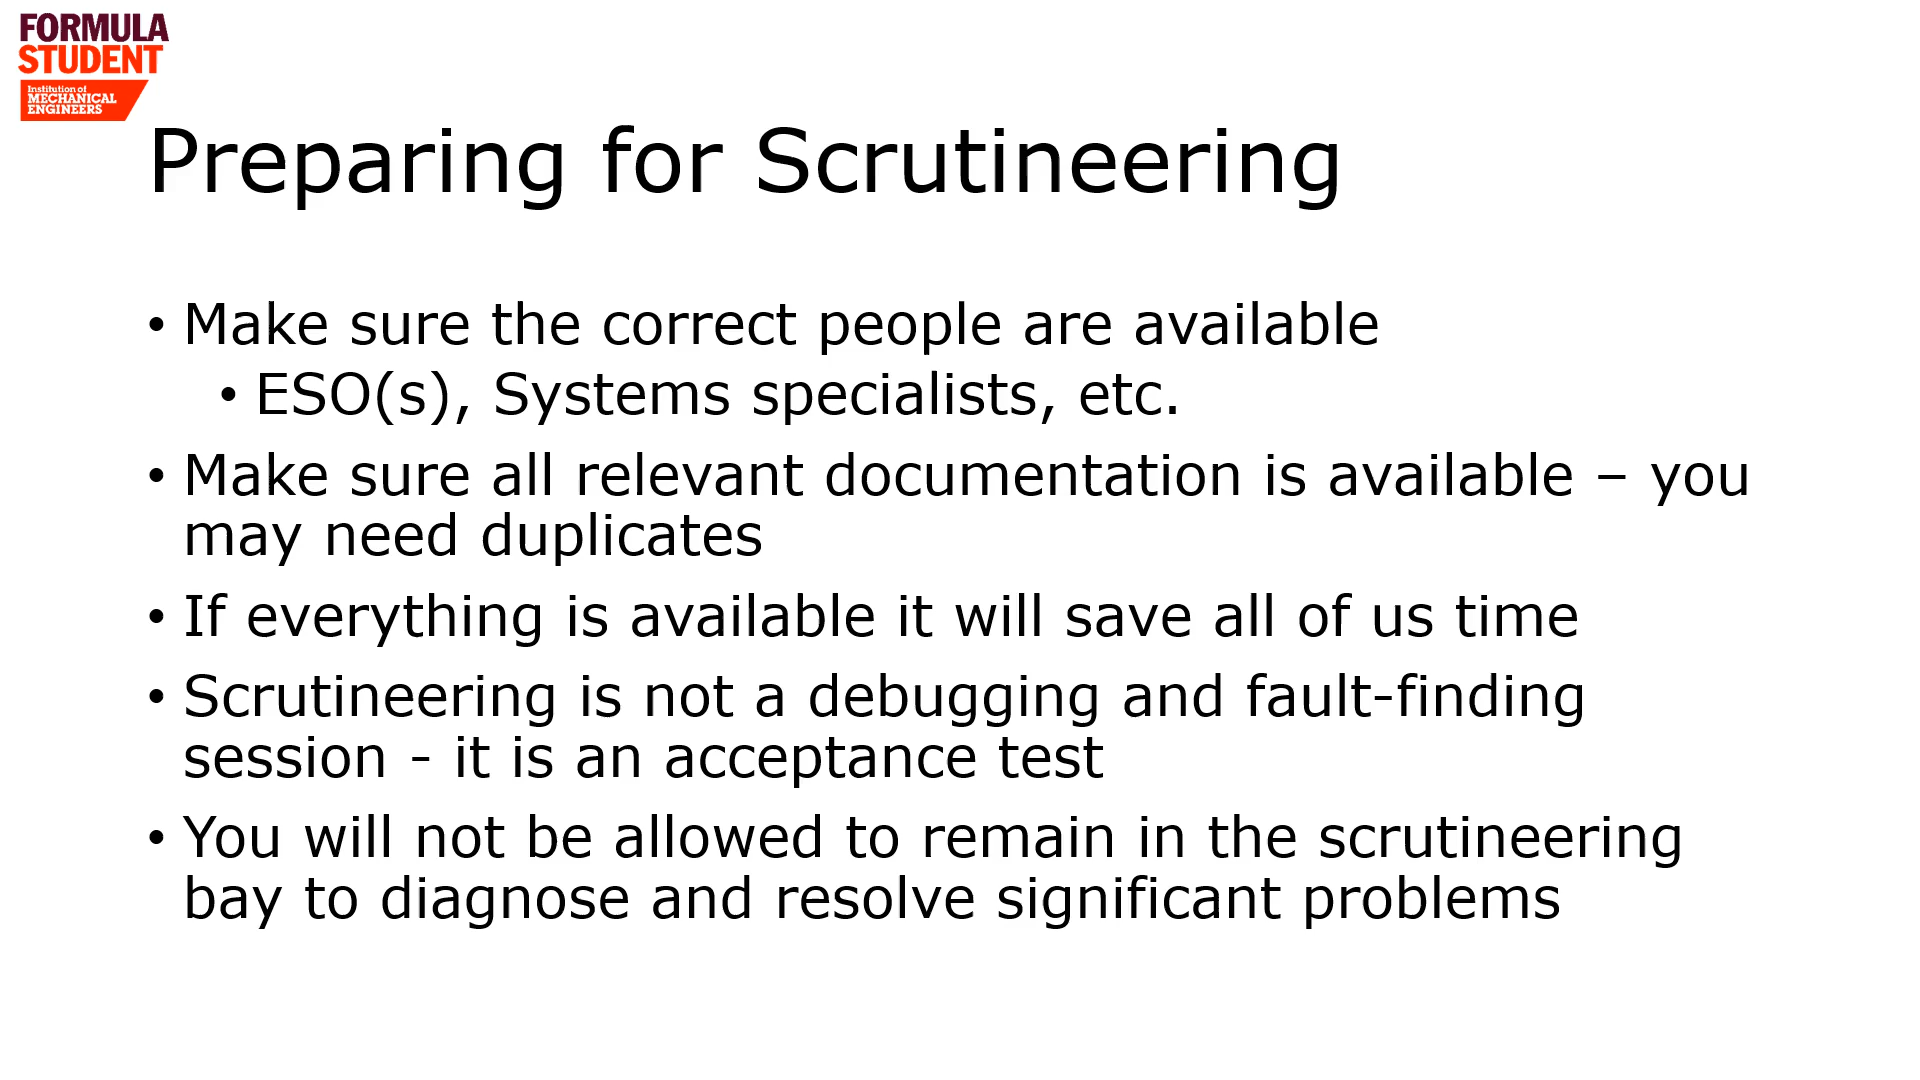 FORMULA
STUDENT
Institution of
MECHANICAL
ENGINEERS
Preparing for Scrutineering
• Make sure the correct people are available
• ESO(s), Systems specialists, etc.
• Make sure all relevant documentation is available – you
may need duplicates
• If everything is available it will save all of us time
• Scrutineering is not a debugging and fault-finding
session - it is an acceptance test
• You will not be allowed to remain in the scrutineering
bay to diagnose and resolve significant problems